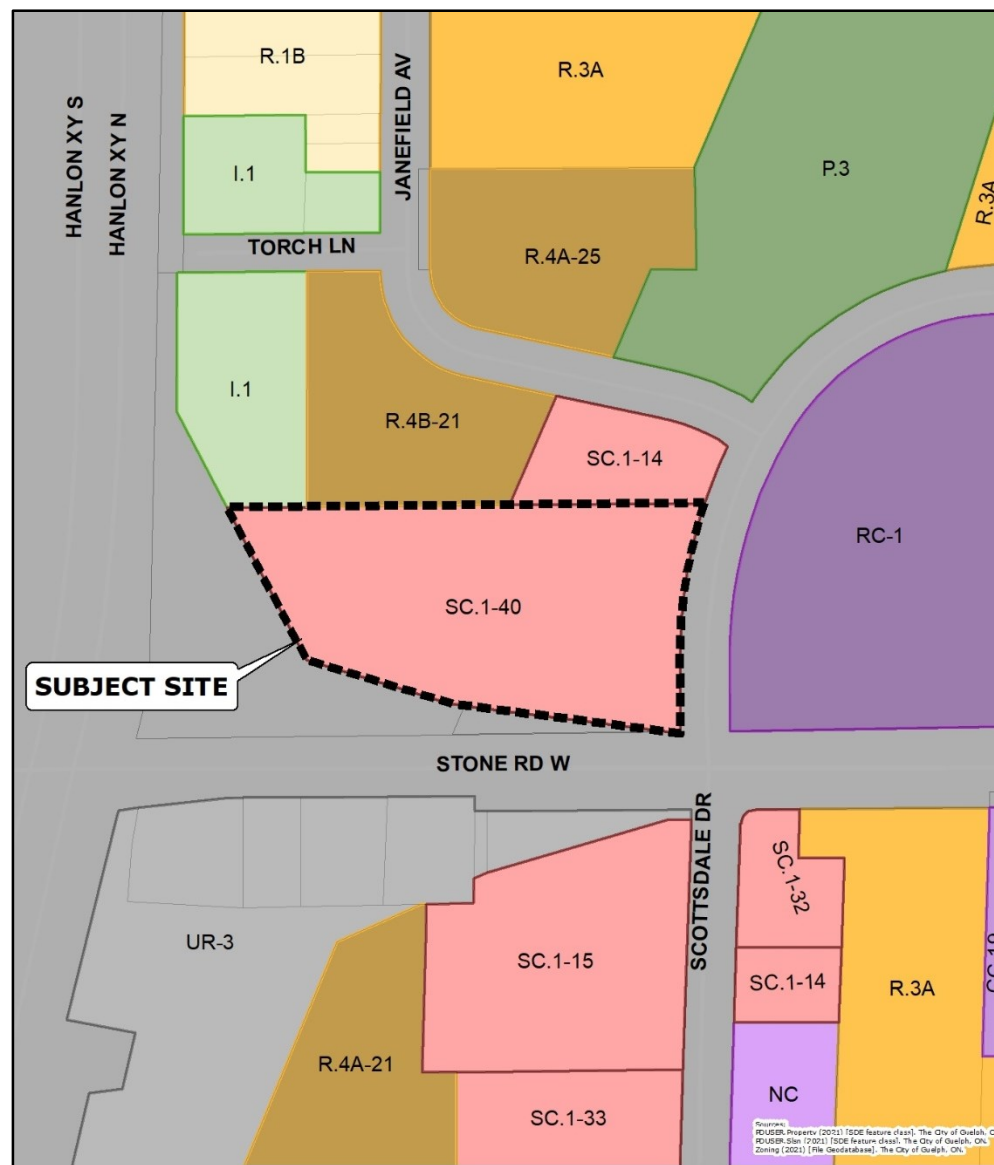 R.1B
JANEFIELD AV
R.3A
HANLON XY S
HANLON XY N
I.1
P.3
R.3A
TORCH LN
R.4A-25
I.1
R.4B-21
SC.1-14
RC-1
SC.1-40
SUBJECT SITE
STONE RD W
SCOTTSDALE DR
SC.1-32
UR-3
SC.1-15
SC.1-14
R.3A
R.4A-21
SC.1-33
NC
Sources:
PDUSER.Property (2021) [SDE feature class]. The City of Guelph,
PDUSER.Slsn (2021) [SDE feature class]. The City of Guelph, ON.
Zoning (2021) [File Geodatabase]. The City of Guelph, ON.